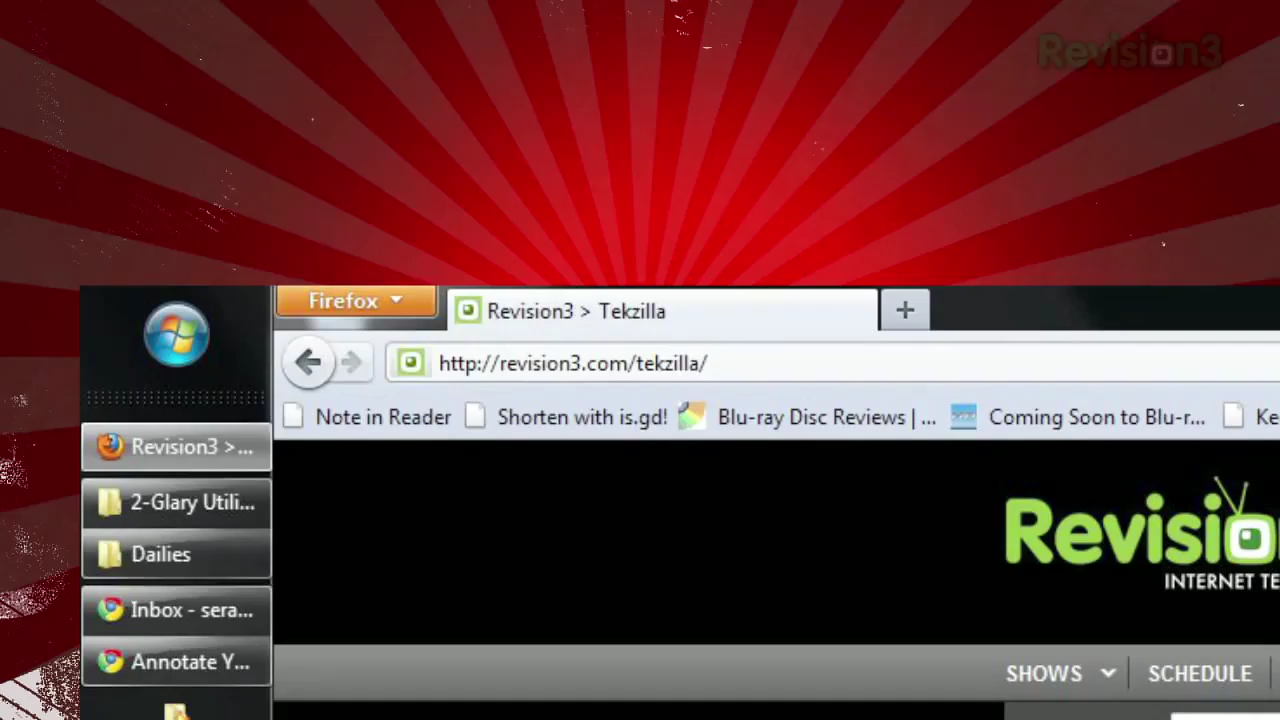 Revision3
Firefox
Revision3 > Tekzilla
http://revision3.com/tekzilla/
Note in Reader
Shorten with is.gd!
Blu-ray Disc Reviews | ...
Coming Soon to Blu-r...
Ke
Revision3 >...
2-Glary Utili...
Dailies
Inbox - sera...
Annotate Y...
Revisio
INTERNET TE
SHOWS
SCHEDULE